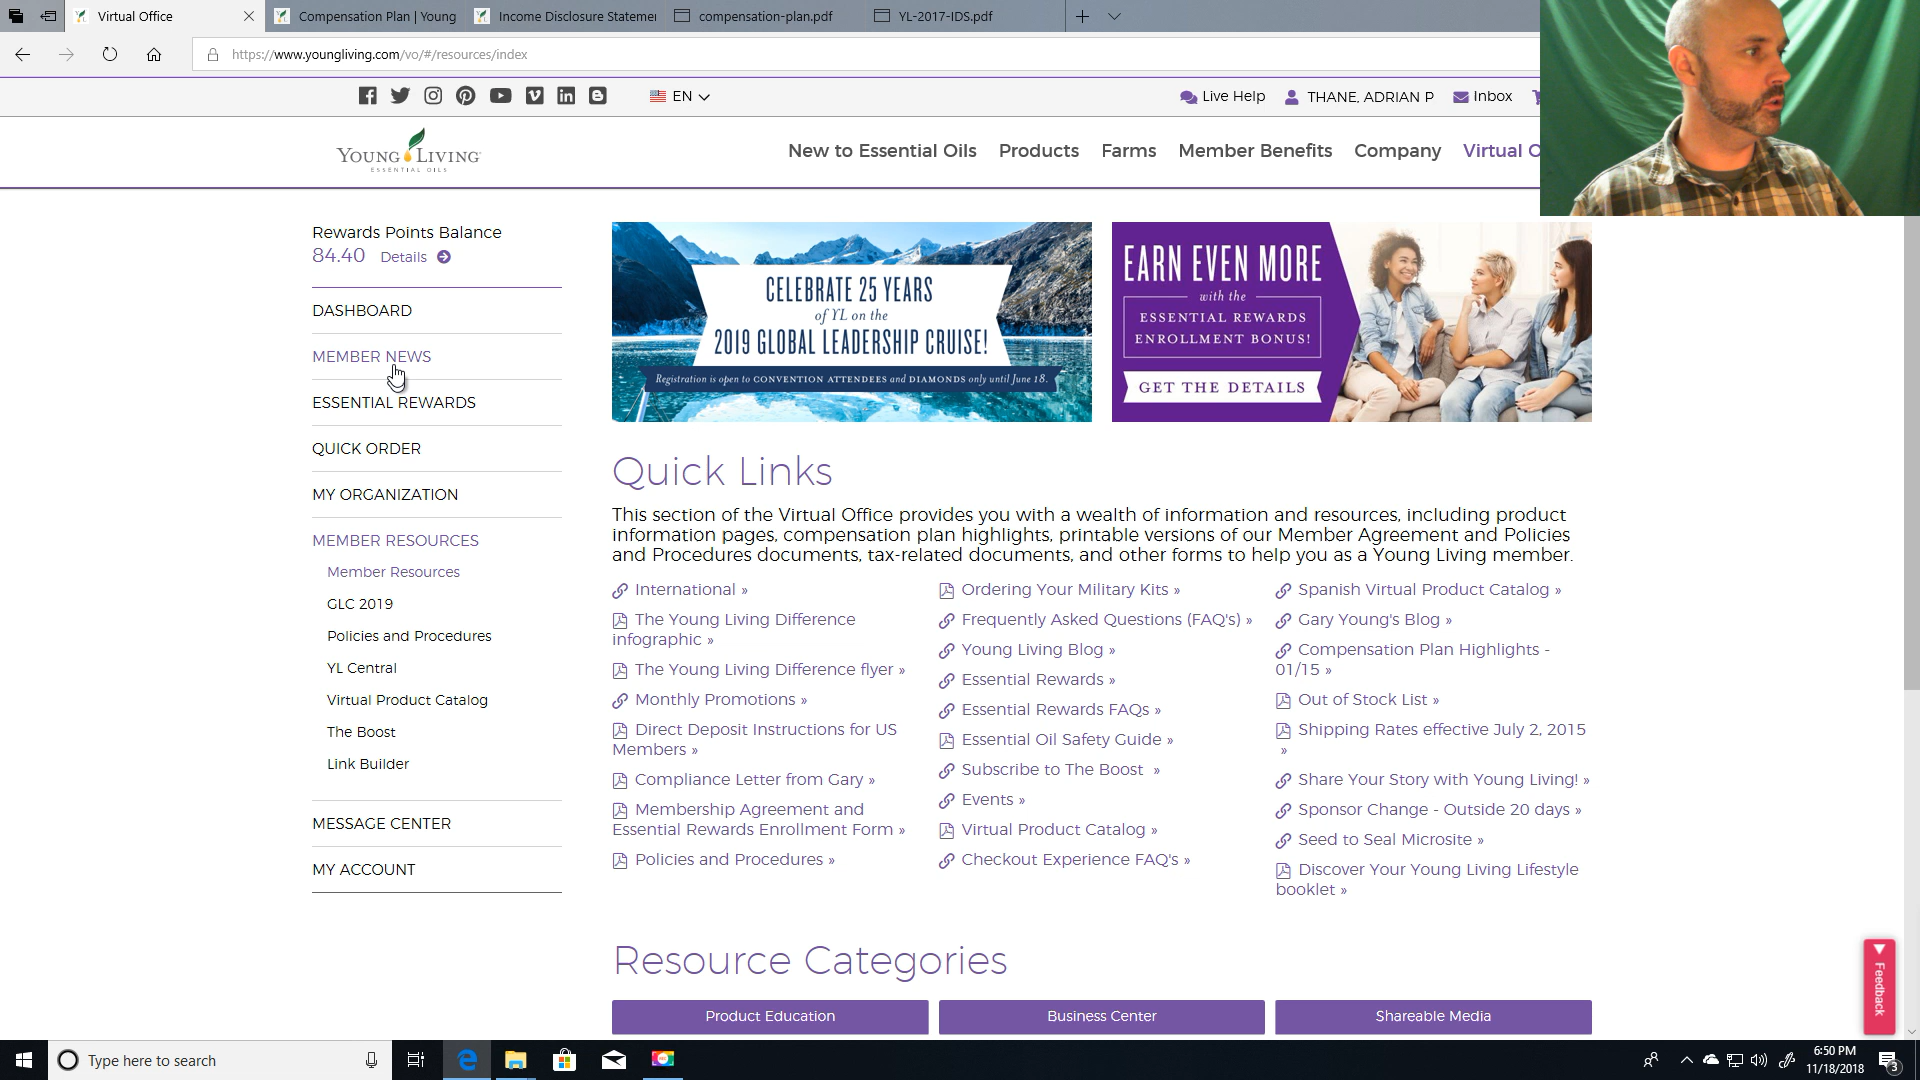 Virtual Office
Compensation Plan | Young
Income Disclosure Statemen
compensation-plan.pdf
YL-2017-IDS.pdf
https://www.youngliving.com/vo/#/resources/index
EN
Live Help
THANE, ADRIAN P
Inbox
YOUNG LIVING
ESSENTIAL OILS
New to Essential Oils
Products
Farms
Member Benefits
Company
Virtual O
Rewards Points Balance
84.40 Details
DASHBOARD
MEMBER NEWS
ESSENTIAL REWARDS
QUICK ORDER
MY ORGANIZATION
MEMBER RESOURCES
Member Resources
GLC 2019
Policies and Procedures
YL Central
Virtual Product Catalog
The Boost
Link Builder
MESSAGE CENTER
MY ACCOUNT
CELEBRATE 25 YEARS
of YL on the
2019 GLOBAL LEADERSHIP CRUISE!
Registration is open to CONVENTION ATTENDEES and DIAMONDS only until June 18.
EARN EVEN MORE
with the
ESSENTIAL REWARDS
ENROLLMENT BONUS!
GET THE DETAILS
Quick Links
This section of the Virtual Office provides you with a wealth of information and resources, including product
information pages, compensation plan highlights, printable versions of our Member Agreement and Policies
and Procedures documents, tax-related documents, and other forms to help you as a Young Living member.
International »
The Young Living Difference
infographic »
The Young Living Difference flyer »
Monthly Promotions »
Direct Deposit Instructions for US
Members »
Compliance Letter from Gary »
Membership Agreement and
Essential Rewards Enrollment Form »
Policies and Procedures »
Ordering Your Military Kits »
Frequently Asked Questions (FAQ's) »
Young Living Blog »
Essential Rewards »
Essential Rewards FAQs »
Essential Oil Safety Guide »
Subscribe to The Boost »
Events »
Virtual Product Catalog »
Checkout Experience FAQ's »
Spanish Virtual Product Catalog »
Gary Young's Blog »
Compensation Plan Highlights -
01/15 »
Out of Stock List »
Shipping Rates effective July 2, 2015
»
Share Your Story with Young Living! »
Sponsor Change - Outside 20 days »
Seed to Seal Microsite »
Discover Your Young Living Lifestyle
booklet »
Resource Categories
Product Education
Business Center
Shareable Media
Feedback
Type here to search
6:50 PM
11/18/2018
3